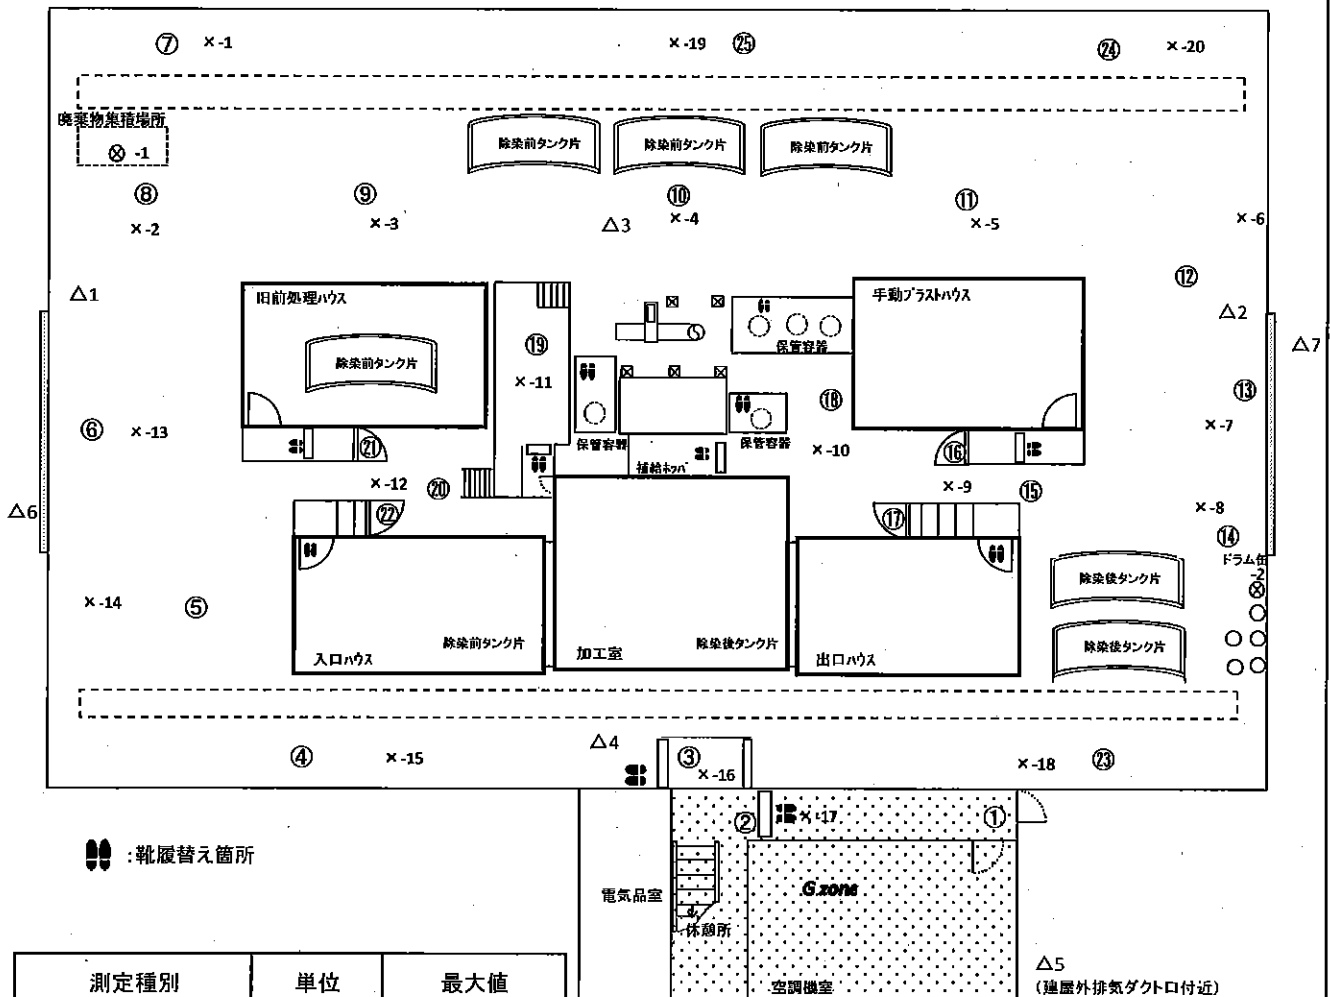 ⑦ ×-1 ×-19 ㉕ ㉔ ×-20
廃棄物集積場所
⊗ -1
除染前タンク片 除染前タンク片 除染前タンク片
⑧ ⑨ ⑩ ⑪
×-2 ×-3 △3 ×-4 ×-5 ×-6
⑫
△1 旧前処理ハウス 手動ブラストハウス
△2
⑲ 保管容器 △7
除染前タンク片
×-11 ⑱ ⑬
⑥ ×-13 ×-7
㉑ 保管容器 保管容器 ×-10 ⑯
補給ホッパ
×-12 ⑳ ×-9 ⑮
△6 ㉒ ⑰ ×-8
⑭
ドラム缶
-2
⊗
除染後タンク片
×-14 ⑤
除染後タンク片
入口ハウス 除染前タンク片 加工室 除染後タンク片 出口ハウス
④ ×-15 △4 ③ ×-16 ×-18 ㉓
② ×-17 ①
:靴履替え箇所
電気品室 G zone
休憩所
測定種別 単位 最大値
空調機室
△5
(建屋外排気ダクト口付近)